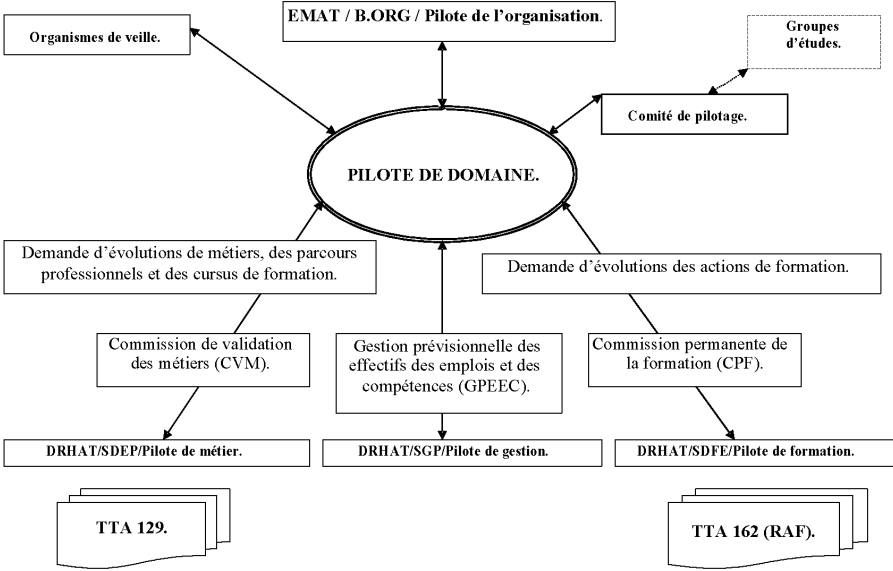 EMAT / B.ORG / Pilote de l'organisation.
Organismes de veille.
Groupes
d'études.
Comité de pilotage.
PILOTE DE DOMAINE.
Demande d'évolutions de métiers, des parcours
professionnels et des cursus de formation.
Demande d'évolutions des actions de formation.
Commission de validation
des métiers (CVM).
Gestion prévisionnelle des
effectifs des emplois et des
compétences (GPEEC).
Commission permanente de
la formation (CPF).
DRHAT/SDEP/Pilote de métier.
DRHAT/SGP/Pilote de gestion.
DRHAT/SDFE/Pilote de formation.
TTA 129.
TTA 162 (RAF).